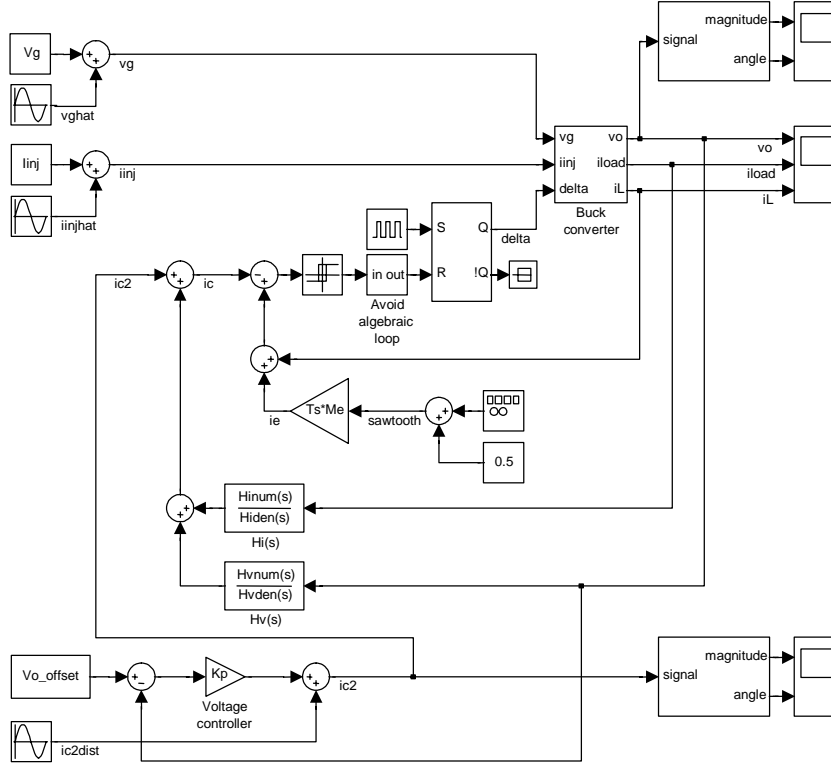 magnitude
signal
angle
Vg
vg
vghat
vg
vo
vo
Iinj
iinj
iinj
iload
iload
iinjhat
delta
iL
iL
Buck
converter
S
Q
delta
ic2
ic
in out
R
!Q
Avoid
algebraic
loop
Ts*Me
ie
sawtooth
0.5
Hinum(s)
Hiden(s)
Hi(s)
Hvnum(s)
Hvden(s)
Hv(s)
magnitude
Vo_offset
Kp
ic2
signal
angle
Voltage
controller
ic2dist